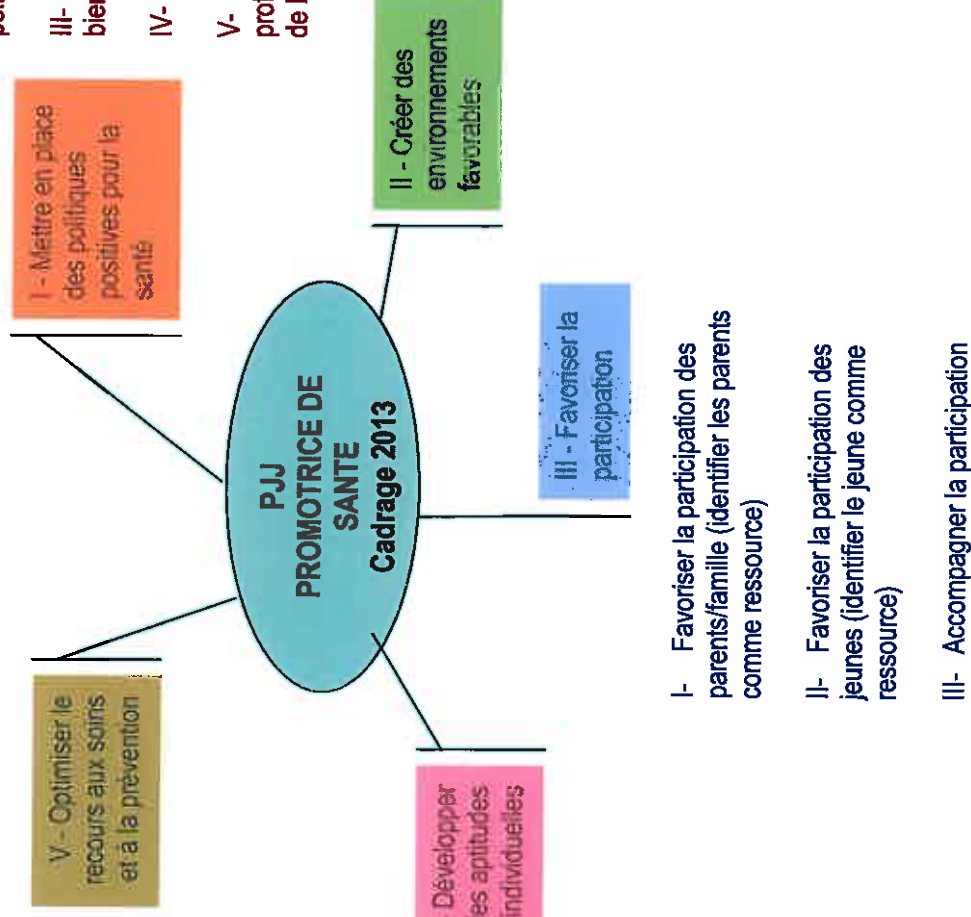 V - Optimiser le
recours aux soins
et à la prévention
I - Mettre en place
des politiques
positives pour la
santé
III-
bien
IV-
V-
PJJ
PROMOTRICE DE
SANTE
Cadrage 2013
II - Créer des
environnements
favorables
Développer
es aptitudes
individuelles
III - Favoriser la
participation
I- Favoriser la participation des
parents/famille (identifier les parents
comme ressource)
II- Favoriser la participation des
jeunes (identifier le jeune comme
ressource)
III- Accompagner la participation